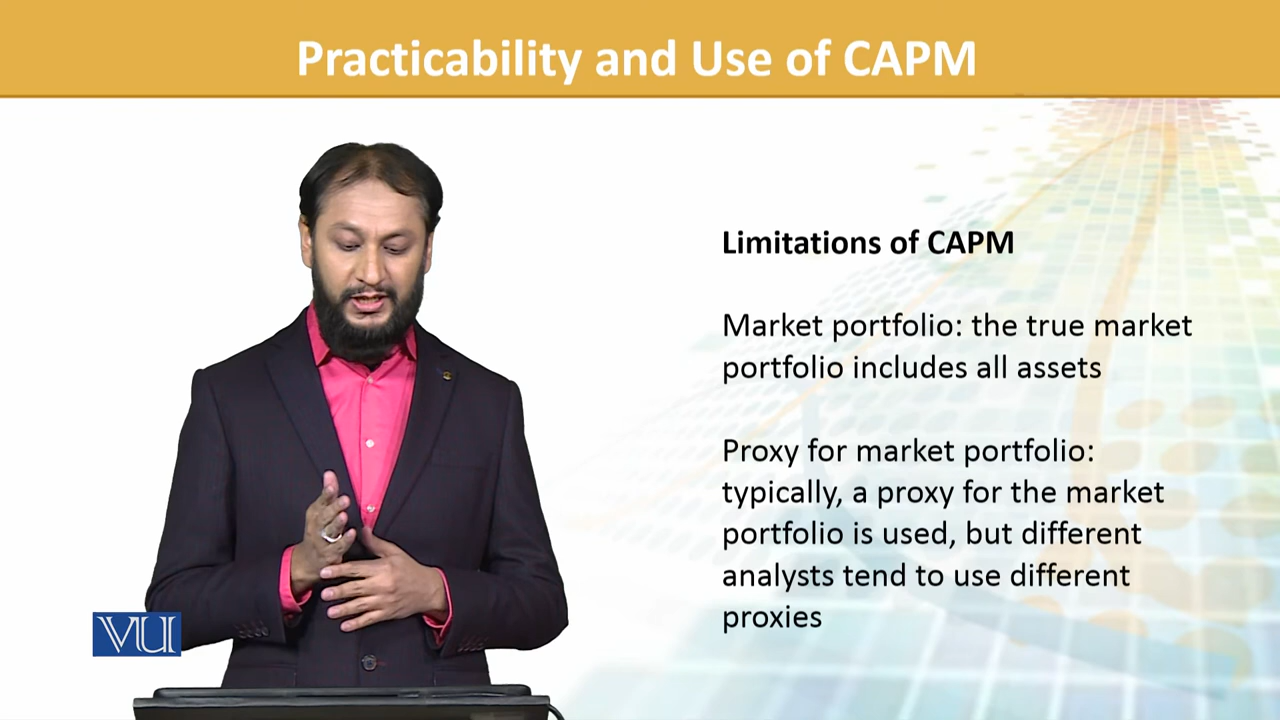 Practicability and Use of CAPM
Limitations of CAPM
Market portfolio: the true market
portfolio includes all assets
Proxy for market portfolio:
typically, a proxy for the market
portfolio is used, but different
analysts tend to use different
proxies
VU